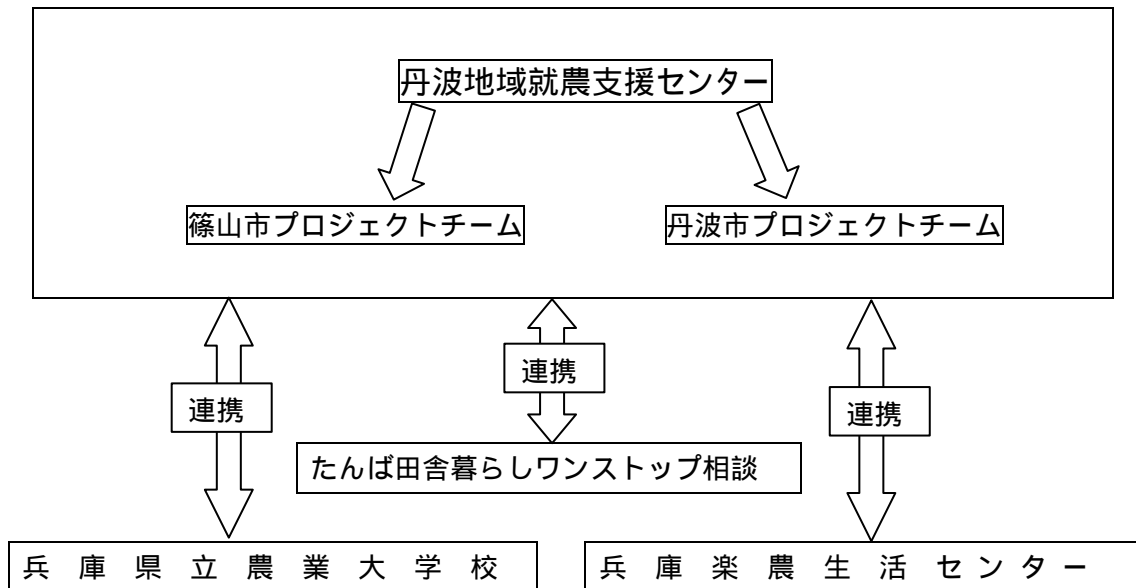 丹波地域就農支援センター
篠山市プロジェクトチーム
丹波市プロジェクトチーム
連携
連携
連携
たんば田舎暮らしワンストップ相談
兵庫県立農業大学校
兵庫楽農生活センター